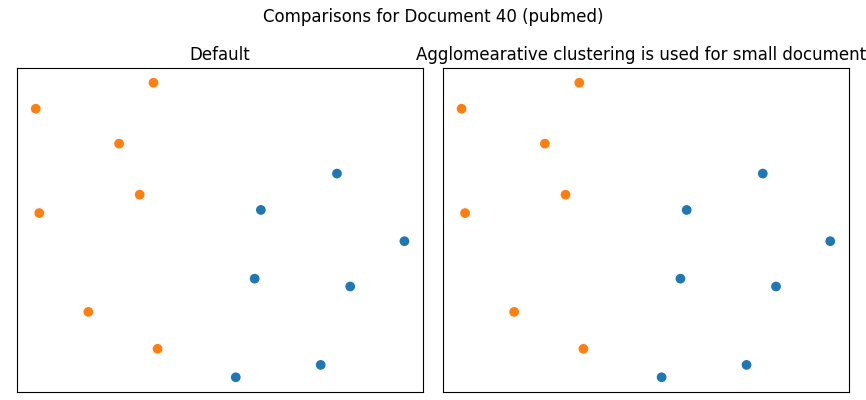 Comparisons for Document 40 (pubmed)
Default
Agglomearative clustering is used for small document